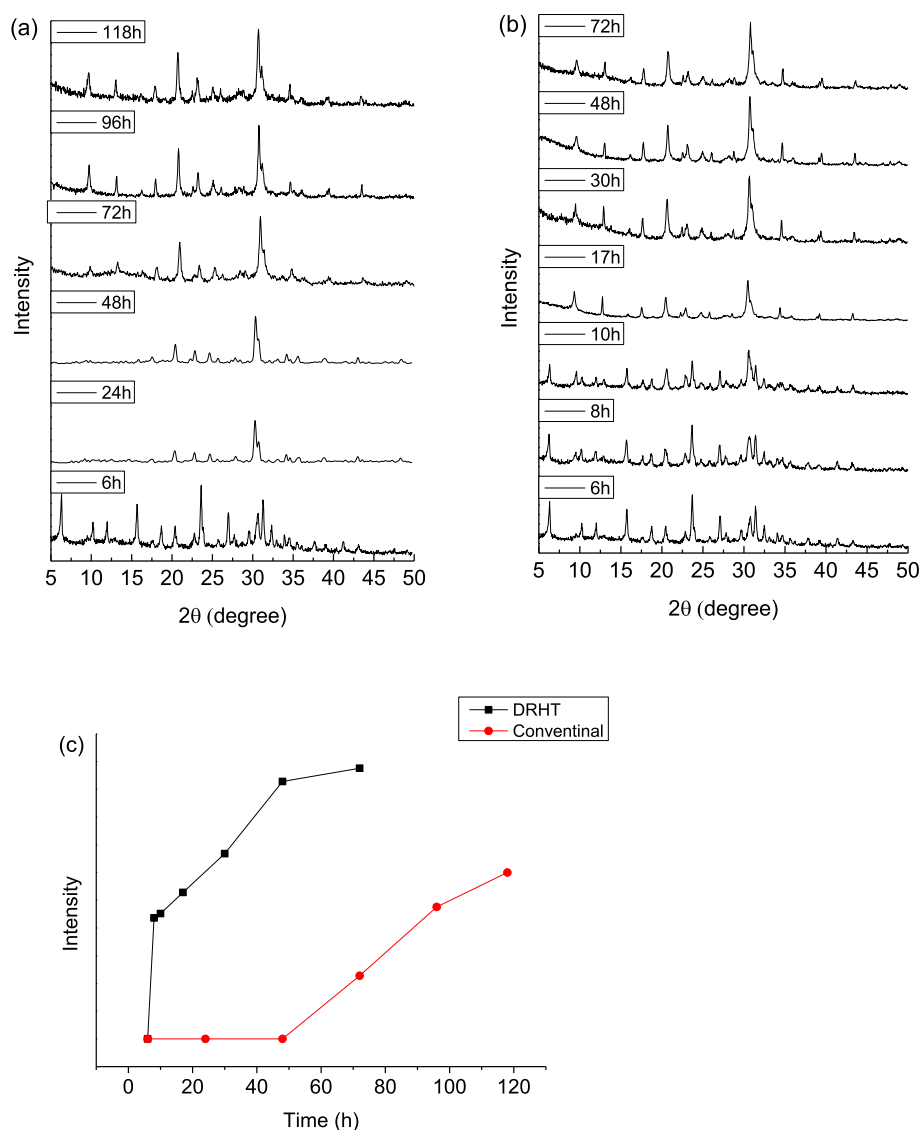 (a)
118h
96h
72h
48h
24h
6h
Intensity
5 10 15 20 25 30 35 40 45 50
2θ (degree)
(b)
72h
48h
30h
17h
10h
8h
6h
Intensity
5 10 15 20 25 30 35 40 45 50
2θ (degree)
(c)
DRHT
Conventinal
Intensity
0 20 40 60 80 100 120
Time (h)